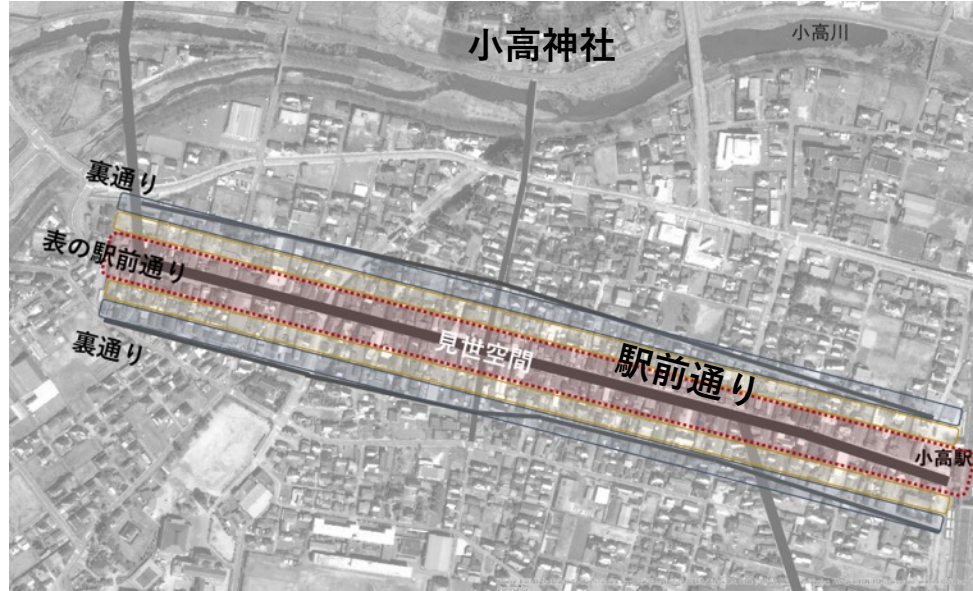 小高神社
小高川
裏通り
表の駅前通り
見世空間
駅前通り
裏通り
小高駅